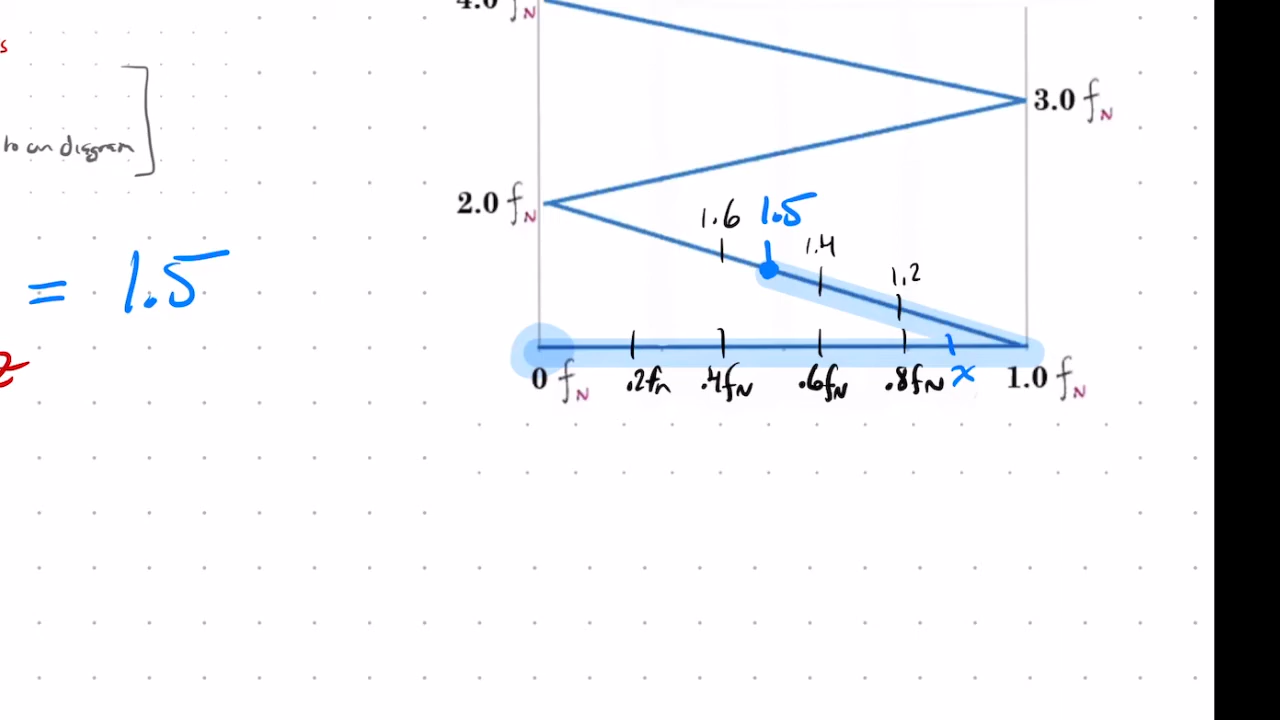 4.0 fN
s
3.0 fN
to an diagram
2.0 fN
1.6 1.5
1.4
1.2
= 1.5
0 fN .2fn .4fN .6fN .8fN x 1.0 fN